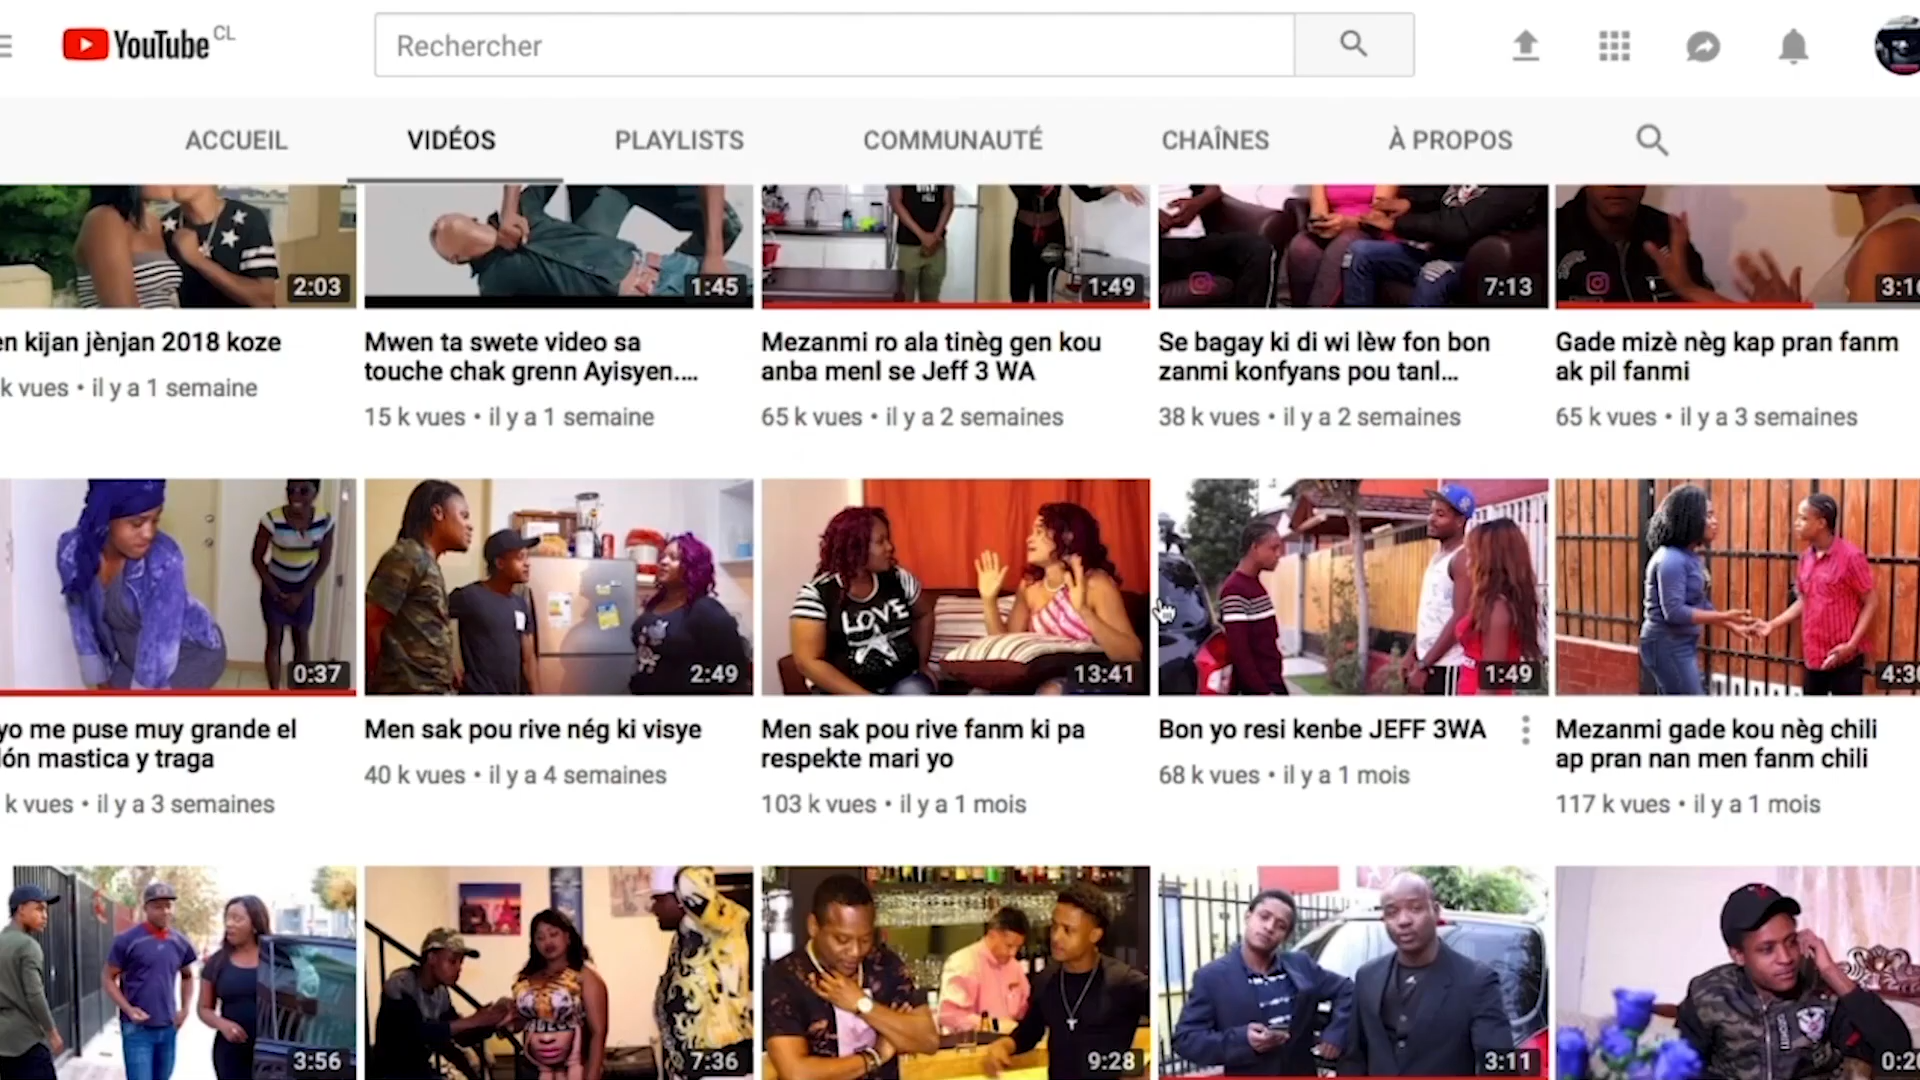 YouTube CL
Rechercher
ACCUEIL VIDÉOS PLAYLISTS COMMUNAUTÉ CHAÎNES À PROPOS
2:03 1:45 1:49 7:13
kijan jènjan 2018 koze
k vues • il y a 1 semaine
Mwen ta swete video sa
touche chak grenn Ayisyen....
15 k vues • il y a 1 semaine
Mezanmi ro ala tinèg gen kou
anba menl se Jeff 3 WA
65 k vues • il y a 2 semaines
Se bagay ki di wi lèw fon bon
zanmi konfyans pou tanl...
38 k vues • il y a 2 semaines
Gade mizè nèg kap pran fanm
ak pil fanmi
65 k vues • il y a 3 semaines
LOVE
0:37 2:49 13:41 1:49
yo me puse muy grande el
mastica y traga
k vues • il y a 3 semaines
Men sak pou rive nég ki visye
40 k vues • il y a 4 semaines
Men sak pou rive fanm ki pa
respekte mari yo
103 k vues • il y a 1 mois
Bon yo resi kenbe JEFF 3WA
68 k vues • il y a 1 mois
Mezanmi gade kou nèg chili
ap pran nan men fanm chili
117 k vues • il y a 1 mois
3:56 7:36 9:28 3:11